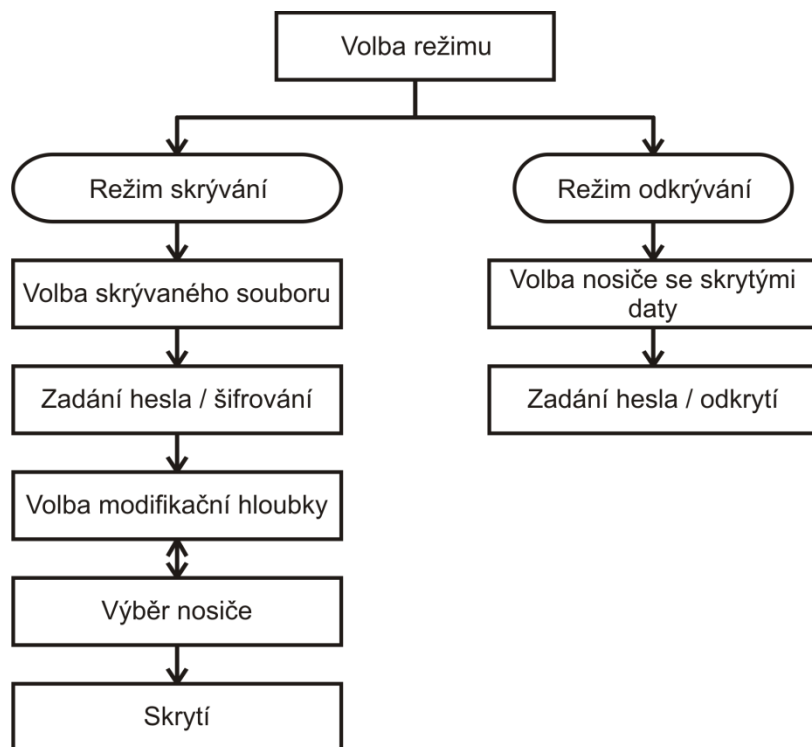 Volba režimu
Režim skrývání
Režim odkrývání
Volba skrývaného souboru
Volba nosiče se skrytými
daty
Zadání hesla / šifrování
Zadání hesla / odkrytí
Volba modifikační hloubky
Výběr nosiče
Skrytí